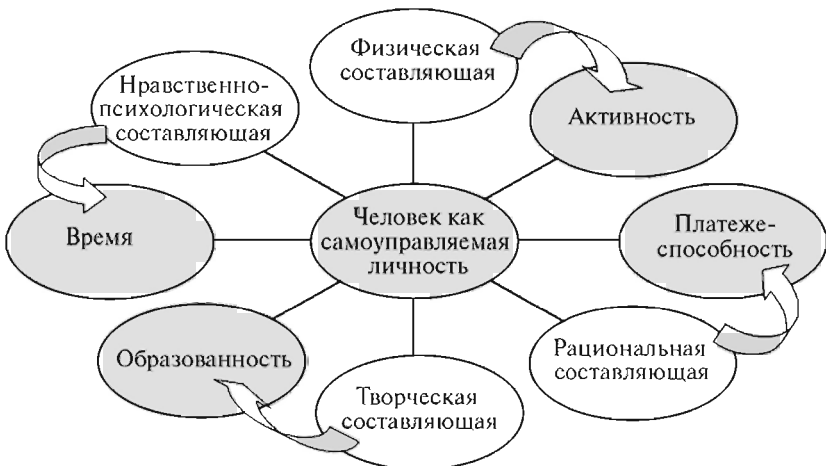 Физическая
составляющая
Нравственно-
психологическая
составляющая
Активность
Время
Человек как
самоуправляемая
личность
Платеже-
способность
Образованность
Рациональная
составляющая
Творческая
составляющая